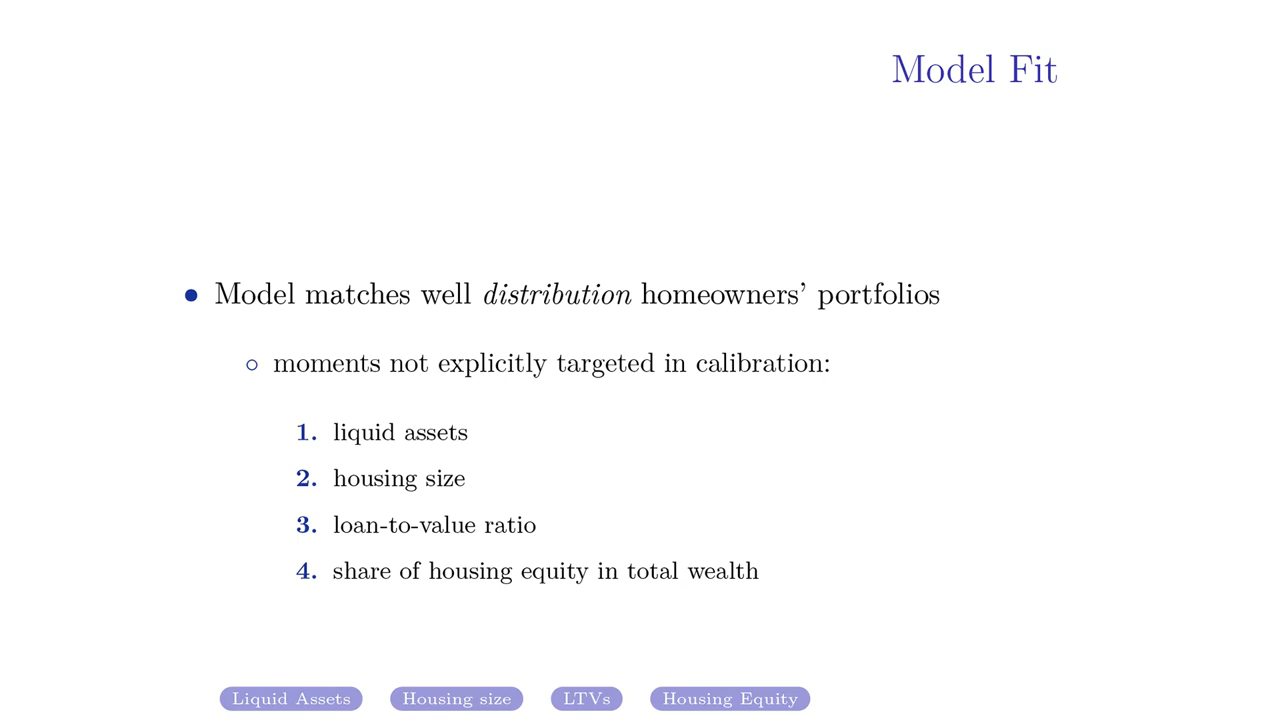 Model Fit
• Model matches well distribution homeowners’ portfolios
◦ moments not explicitly targeted in calibration:
1. liquid assets
2. housing size
3. loan-to-value ratio
4. share of housing equity in total wealth
Liquid Assets Housing size LTVs Housing Equity